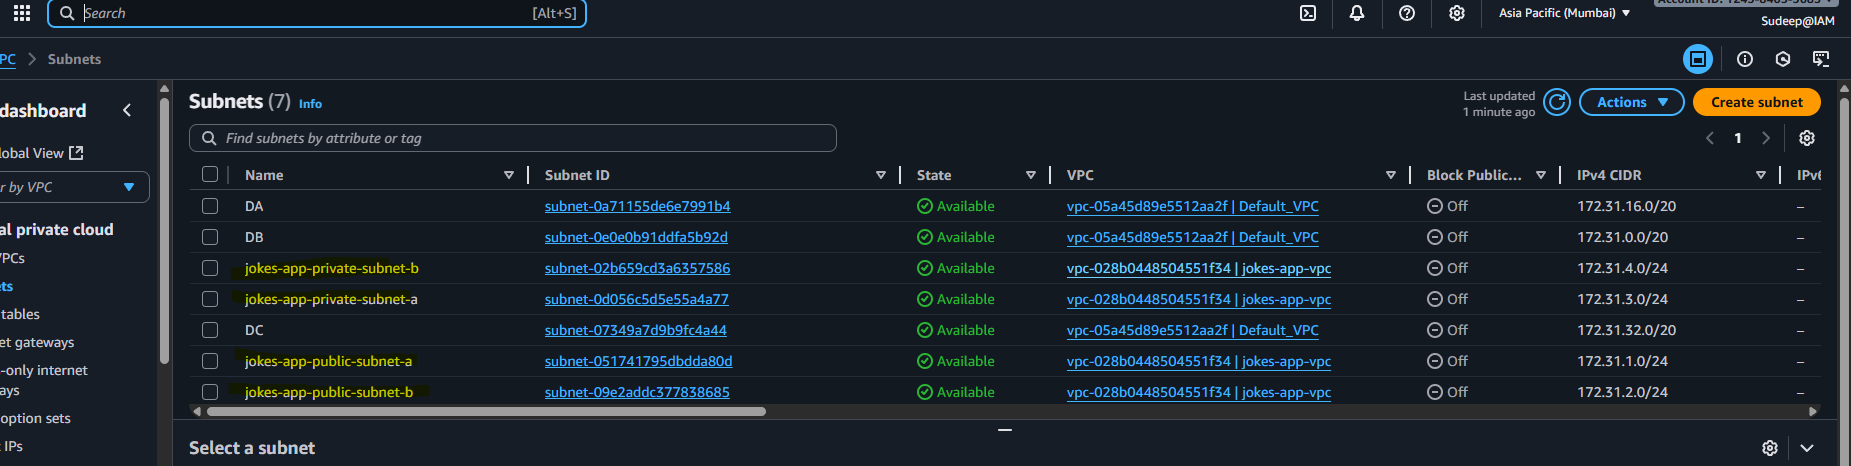 Search [Alt+S] Asia Pacific (Mumbai)
Sudeep@IAM
PC > Subnets
dashboard
Subnets (7) Info
Last updated
1 minute ago
Actions
Create subnet
Find subnets by attribute or tag
1
lobal View
r by VPC
al private cloud
VPCs
ets
tables
et gateways
-only internet
ays
option sets
IPs
Name Subnet ID State VPC Block Public... IPv4 CIDR IPv6
DA subnet-0a71155de6e7991b4 Available vpc-05a45d89e5512aa2f | Default_VPC Off 172.31.16.0/20 –
DB subnet-0e0e0b91ddfa5b92d Available vpc-05a45d89e5512aa2f | Default_VPC Off 172.31.0.0/20 –
jokes-app-private-subnet-b subnet-02b659cd3a6357586 Available vpc-028b0448504551f34 | jokes-app-vpc Off 172.31.4.0/24 –
jokes-app-private-subnet-a subnet-0d056c5d5e55a4a77 Available vpc-028b0448504551f34 | jokes-app-vpc Off 172.31.3.0/24 –
DC subnet-07349a7d9b9fc4a44 Available vpc-05a45d89e5512aa2f | Default_VPC Off 172.31.32.0/20 –
jokes-app-public-subnet-a subnet-051741795dbdda80d Available vpc-028b0448504551f34 | jokes-app-vpc Off 172.31.1.0/24 –
jokes-app-public-subnet-b subnet-09e2addc377838685 Available vpc-028b0448504551f34 | jokes-app-vpc Off 172.31.2.0/24 –
Select a subnet